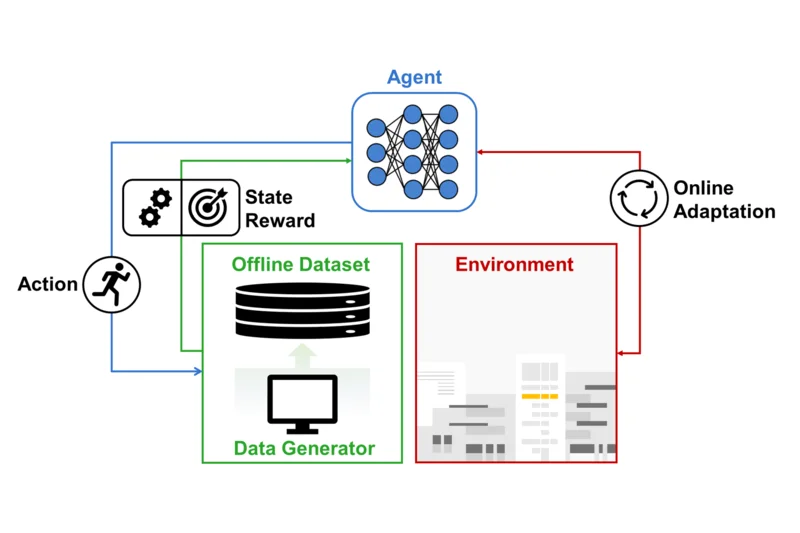 Agent
State
Reward
Online
Adaptation
Action
Offline Dataset
Environment
Data Generator